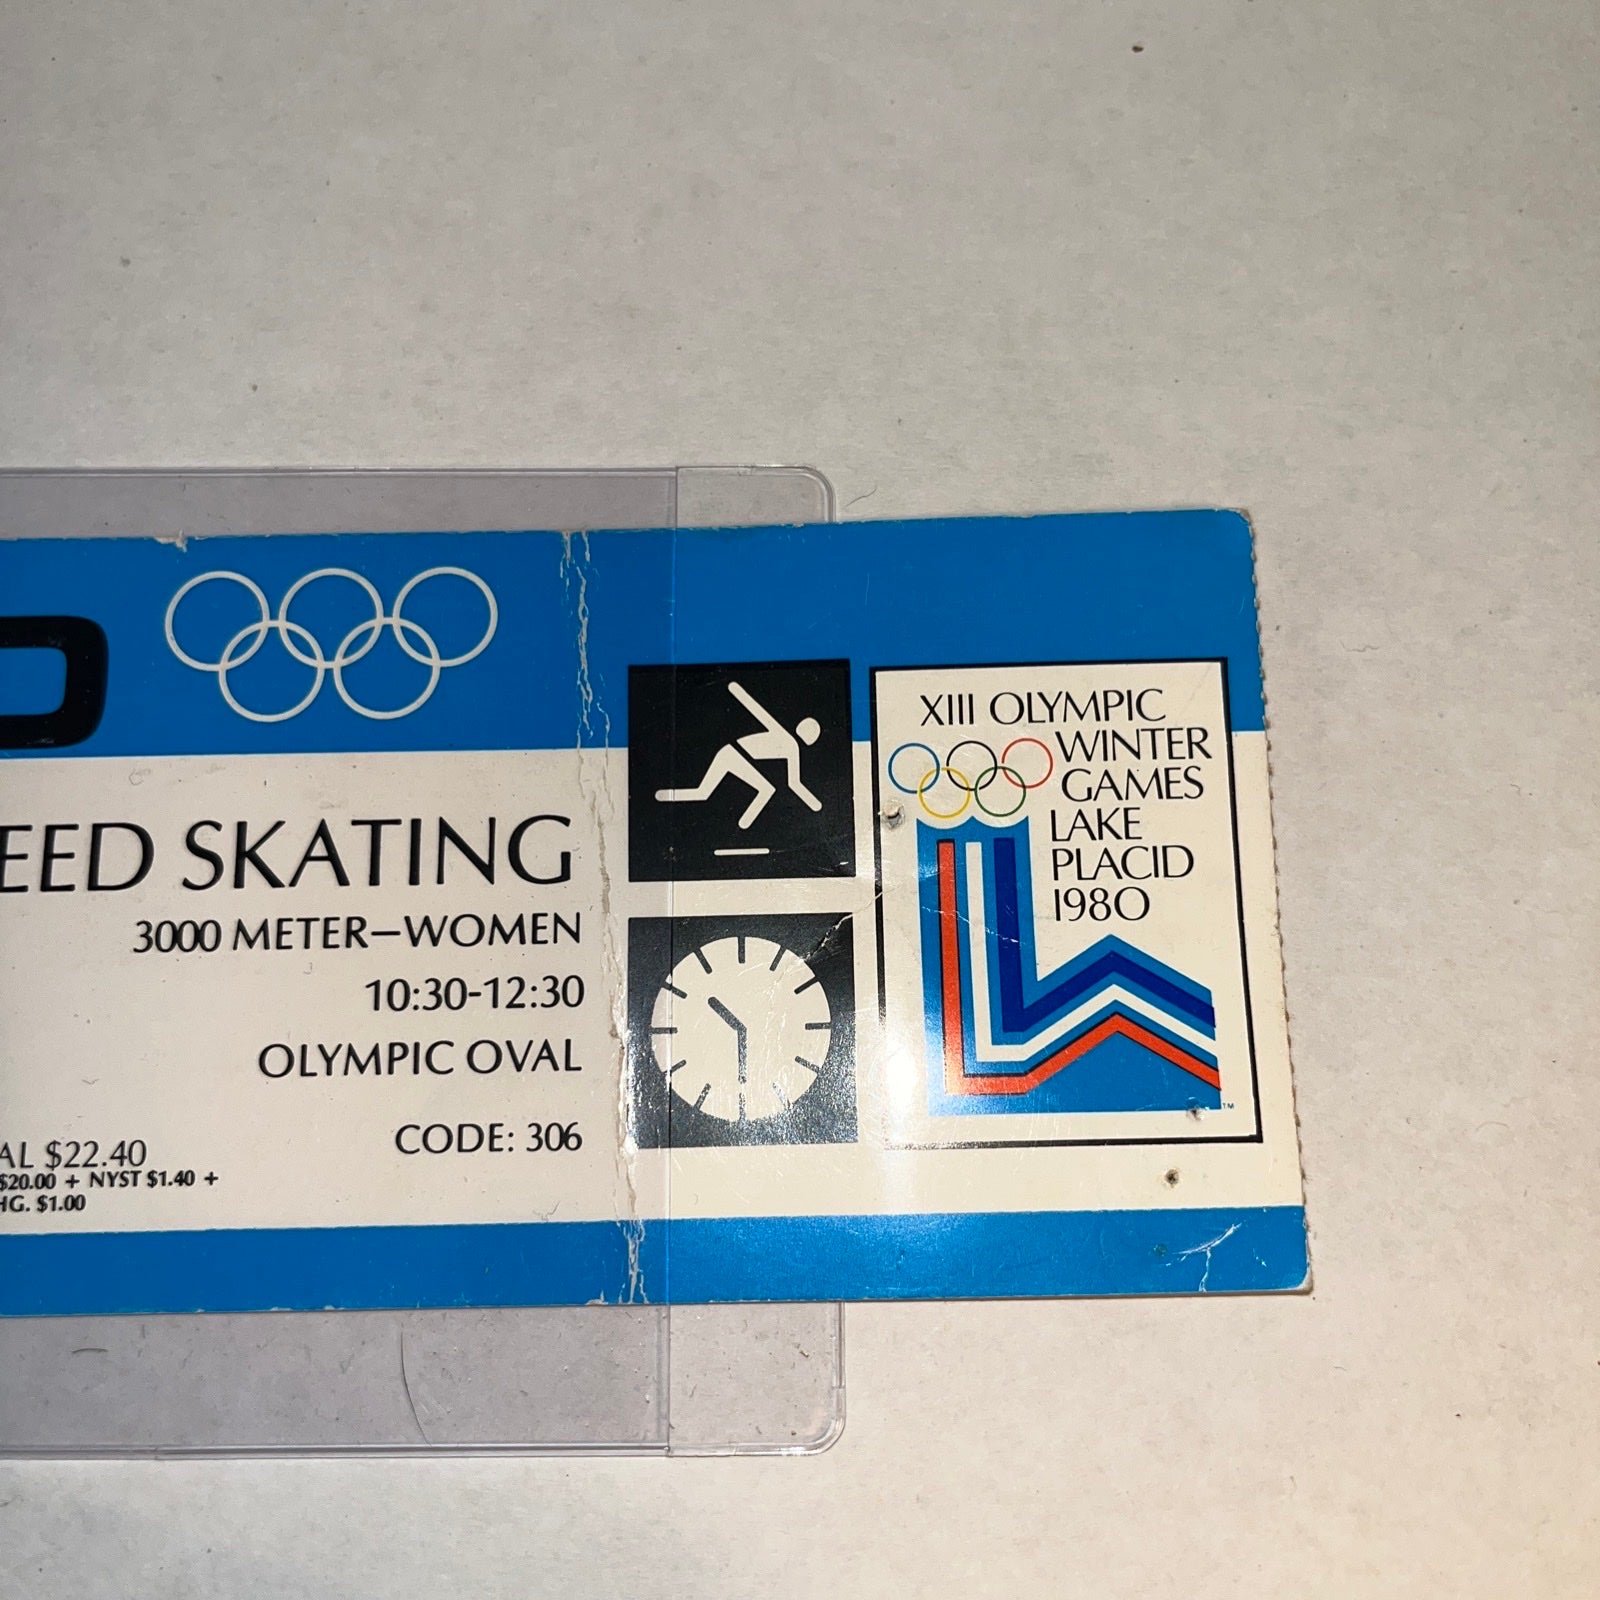 D
EED SKATING
3000 METER—WOMEN
10:30-12:30
OLYMPIC OVAL
CODE: 306
AL $22.40
$20.00 + NYST $1.40 +
HG. $1.00
XIII OLYMPIC
WINTER
GAMES
LAKE
PLACID
1980
TM